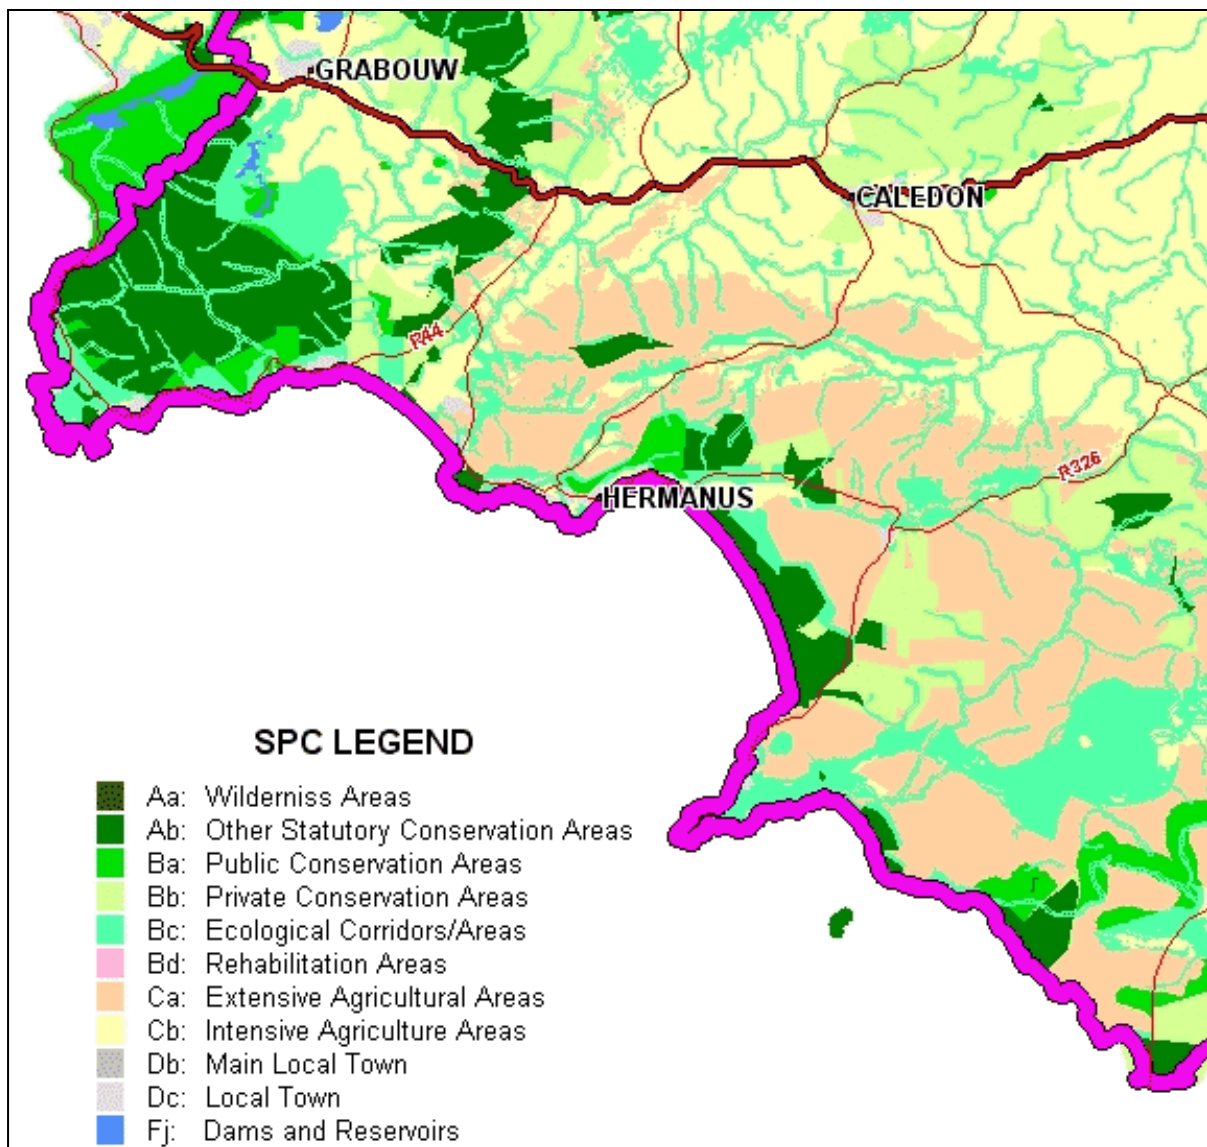 GRABOUW
CALEDON
R44
R326
HERMANUS
SPC LEGEND
Aa: Wilderniss Areas
Ab: Other Statutory Conservation Areas
Ba: Public Conservation Areas
Bb: Private Conservation Areas
Bc: Ecological Corridors/Areas
Bd: Rehabilitation Areas
Ca: Extensive Agricultural Areas
Cb: Intensive Agriculture Areas
Db: Main Local Town
Dc: Local Town
Fj: Dams and Reservoirs